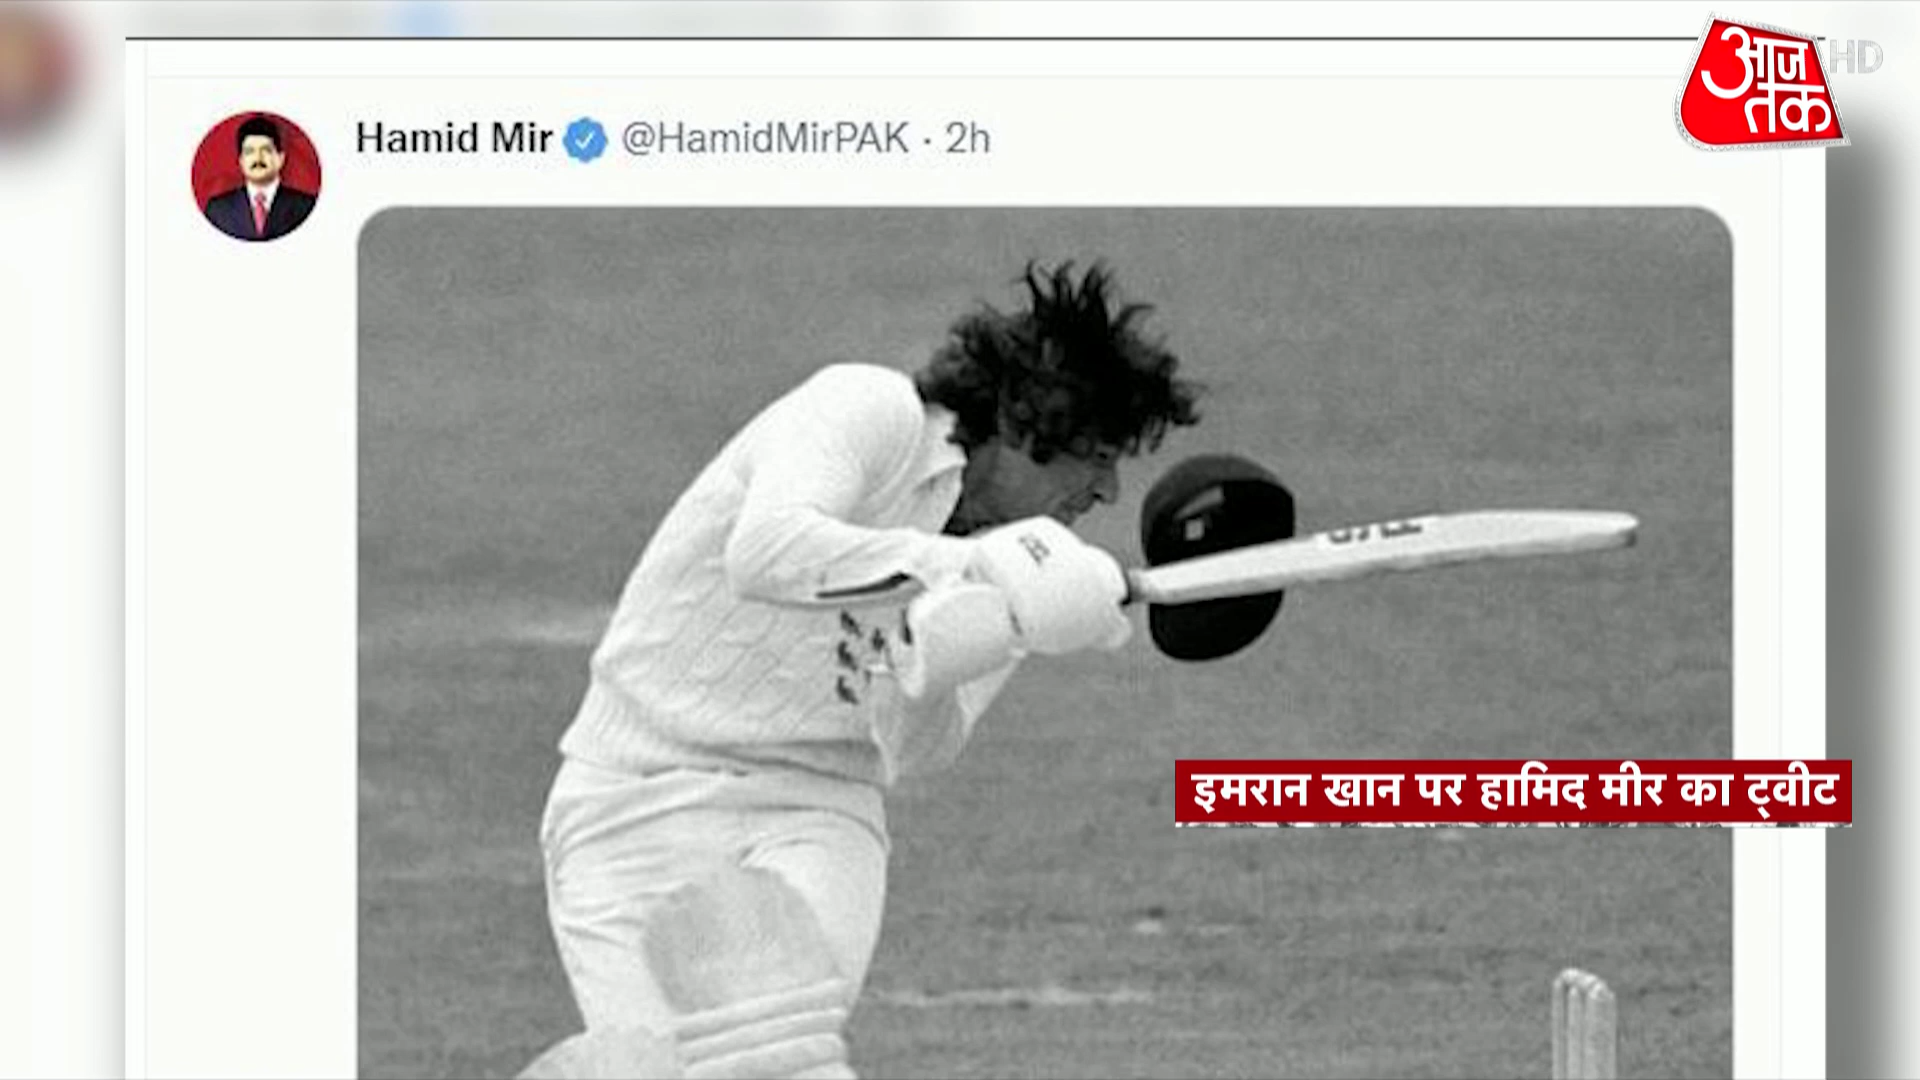 आज
तक HD
Hamid Mir @HamidMirPAK · 2h
इमरान खान पर हामिद मीर का ट्वीट